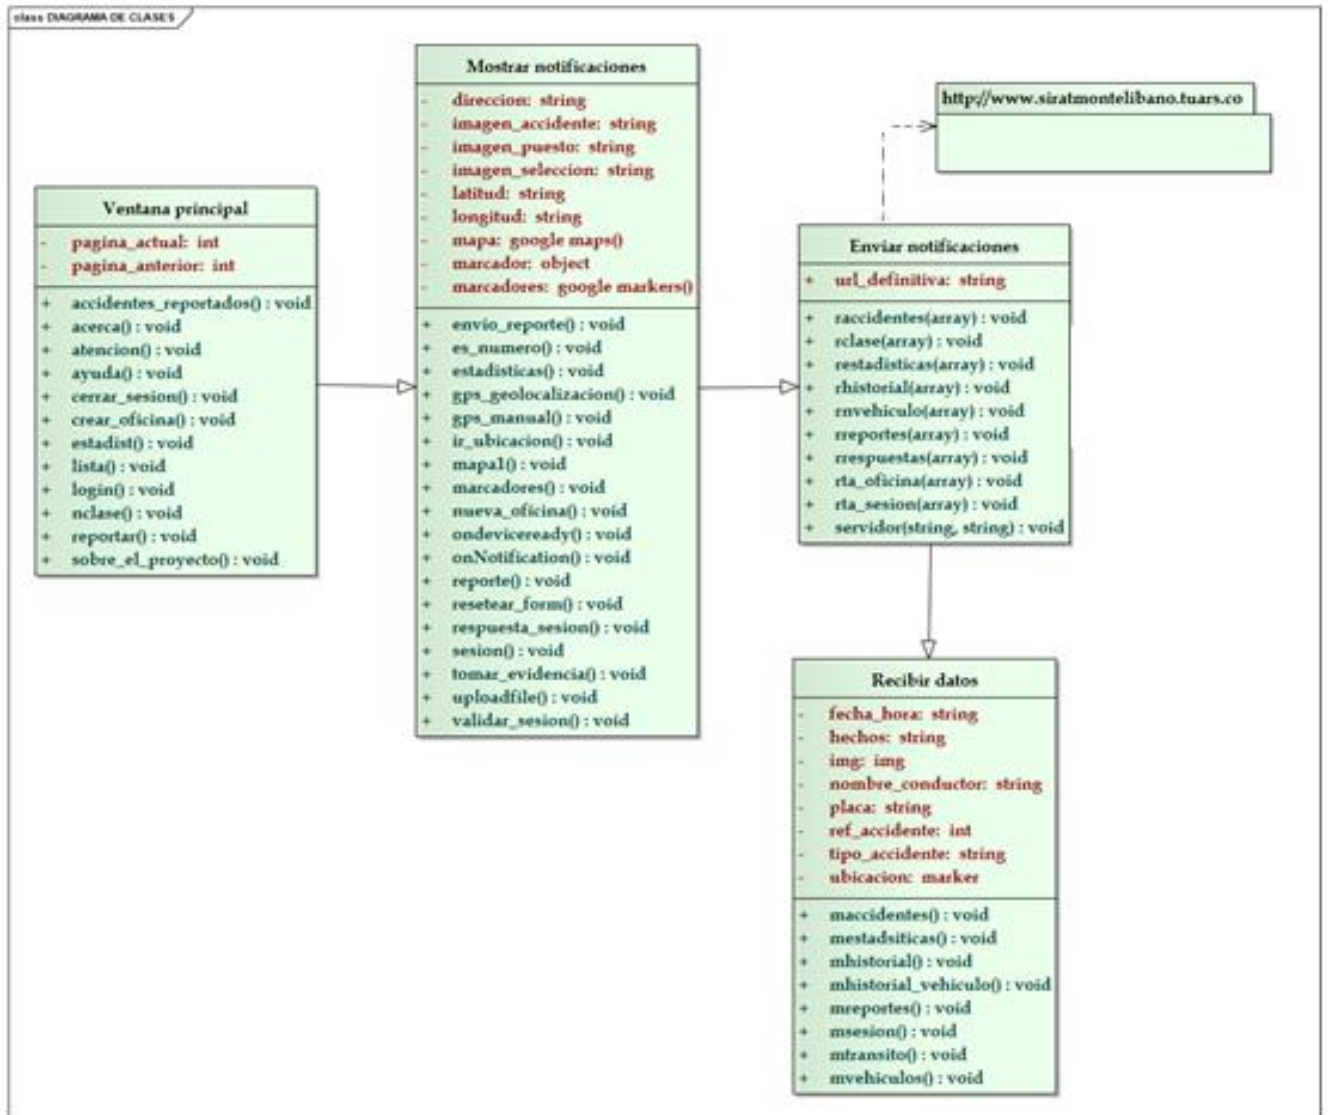 class DIAGRAMA DE CLASES
Ventana principal
- pagina_actual: int
- pagina_anterior: int
+ accidentes_reportados() : void
+ acerca() : void
+ atencion() : void
+ ayuda() : void
+ cerrar_sesion() : void
+ crear_oficina() : void
+ estadist() : void
+ lista() : void
+ login() : void
+ nclase() : void
+ reportar() : void
+ sobre_el_proyecto() : void
Mostrar notificaciones
- direccion: string
- imagen_accidente: string
- imagen_puesto: string
- imagen_seleccion: string
- latitud: string
- longitud: string
- mapa: google maps()
- marcador: object
- marcadores: google markers()
+ envio_reporte() : void
+ es_numero() : void
+ estadisticas() : void
+ gps_geolocalizacion() : void
+ gps_manual() : void
+ ir_ubicacion() : void
+ mapa1() : void
+ marcadores() : void
+ nueva_oficina() : void
+ ondeviceready() : void
+ onNotification() : void
+ reporte() : void
+ resetear_form() : void
+ respuesta_sesion() : void
+ sesion() : void
+ tomar_evidencia() : void
+ uploadfile() : void
+ validar_sesion() : void
http://www.siratmontelibano.tuars.co
Enviar notificaciones
+ url_definitiva: string
+ raccidentes(array) : void
+ rclase(array) : void
+ restadisticas(array) : void
+ rhistorial(array) : void
+ rnvehiculo(array) : void
+ rreportes(array) : void
+ rrespuestas(array) : void
+ rta_oficina(array) : void
+ rta_sesion(array) : void
+ servidor(string, string) : void
Recibir datos
- fecha_hora: string
- hechos: string
- img: img
- nombre_conductor: string
- placa: string
- ref_accidente: int
- tipo_accidente: string
- ubicacion: marker
+ maccidentes() : void
+ mestadsiticas() : void
+ mhistorial() : void
+ mhistorial_vehiculo() : void
+ mreportes() : void
+ msesion() : void
+ mtransito() : void
+ mvehiculos() : void